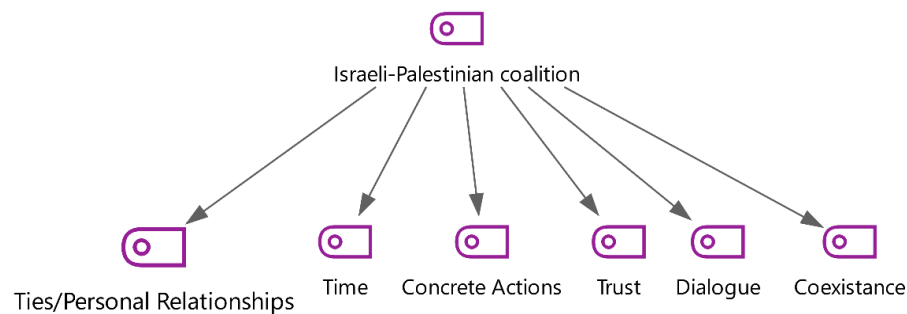 Israeli-Palestinian coalition
Ties/Personal Relationships
Time
Concrete Actions
Trust
Dialogue
Coexistance